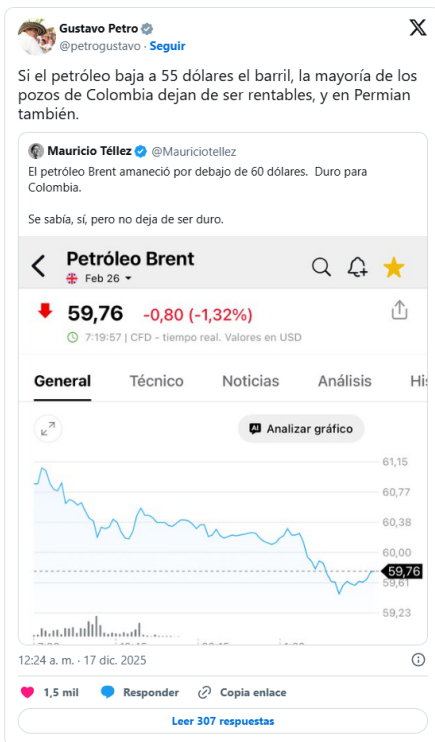 Gustavo Petro
@petrogustavo · Seguir
Si el petróleo baja a 55 dólares el barril, la mayoría de los
pozos de Colombia dejan de ser rentables, y en Permian
también.
Mauricio Téllez @Mauriciotellez
El petróleo Brent amaneció por debajo de 60 dólares. Duro para
Colombia.
Se sabía, sí, pero no deja de ser duro.
Petróleo Brent
Feb 26
59,76 -0,80 (-1,32%)
7:19:57 | CFD - tiempo real. Valores en USD
General Técnico Noticias Análisis His
AI Analizar gráfico
61,15
60,77
60,38
60,00
59,76
59,61
59,23
12:24 a. m. · 17 dic. 2025
1,5 mil Responder Copia enlace
Leer 307 respuestas